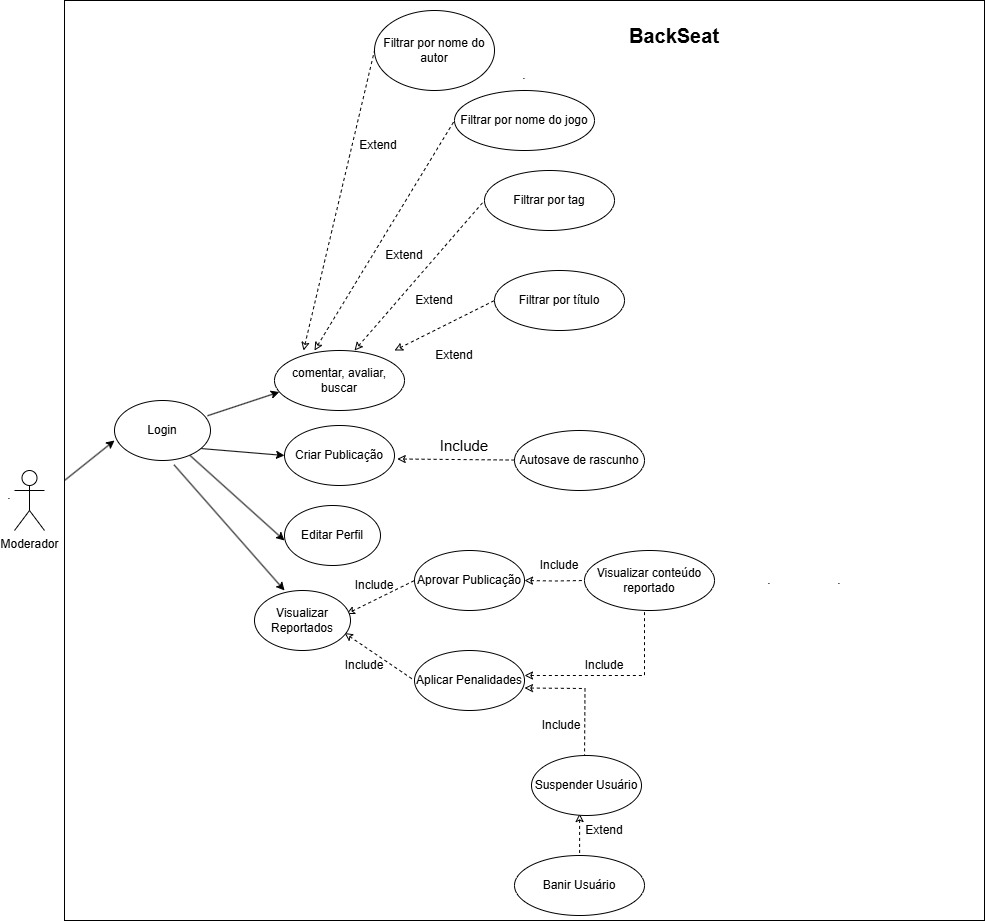 BackSeat
Filtrar por nome do
autor
Filtrar por nome do jogo
Extend
Filtrar por tag
Extend
Filtrar por título
Extend
Extend
comentar, avaliar,
buscar
Login
Criar Publicação
Include
Autosave de rascunho
Moderador
Editar Perfil
Visualizar
Reportados
Include
Aprovar Publicação
Include
Visualizar conteúdo
reportado
Include
Aplicar Penalidades
Include
Include
Suspender Usuário
Extend
Banir Usuário